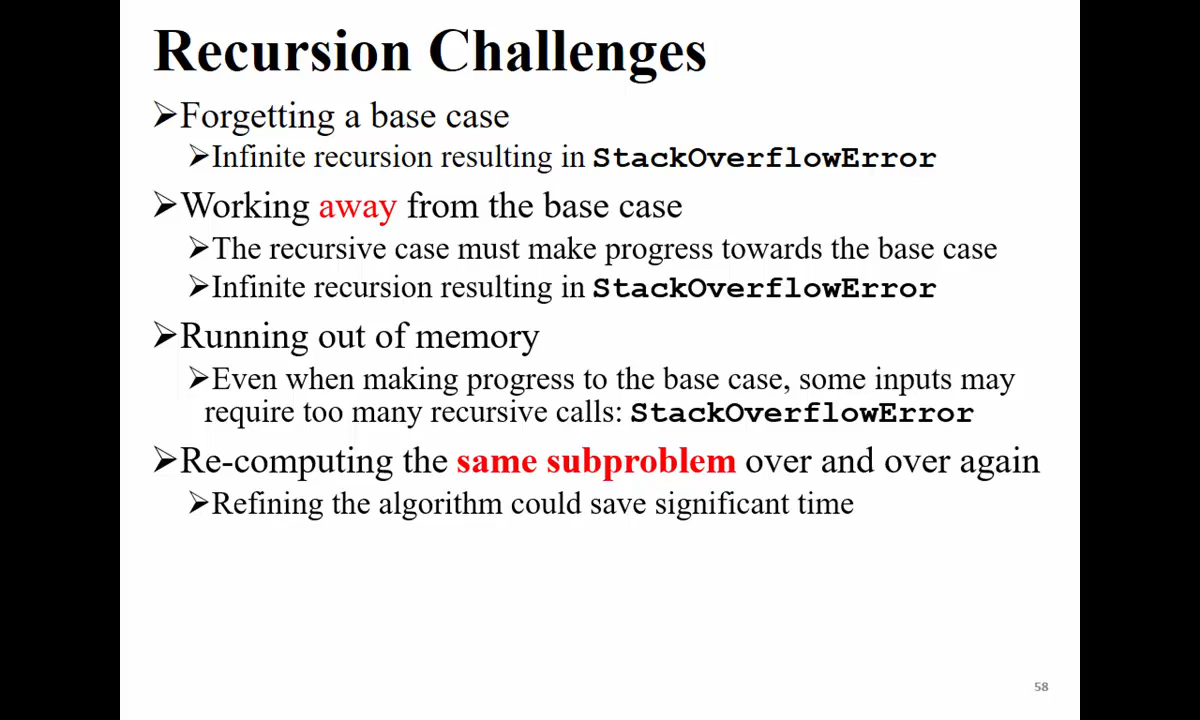 Recursion Challenges
➢Forgetting a base case
➢Infinite recursion resulting in StackOverflowError
➢Working away from the base case
➢The recursive case must make progress towards the base case
➢Infinite recursion resulting in StackOverflowError
➢Running out of memory
➢Even when making progress to the base case, some inputs may
require too many recursive calls: StackOverflowError
➢Re-computing the same subproblem over and over again
➢Refining the algorithm could save significant time
58